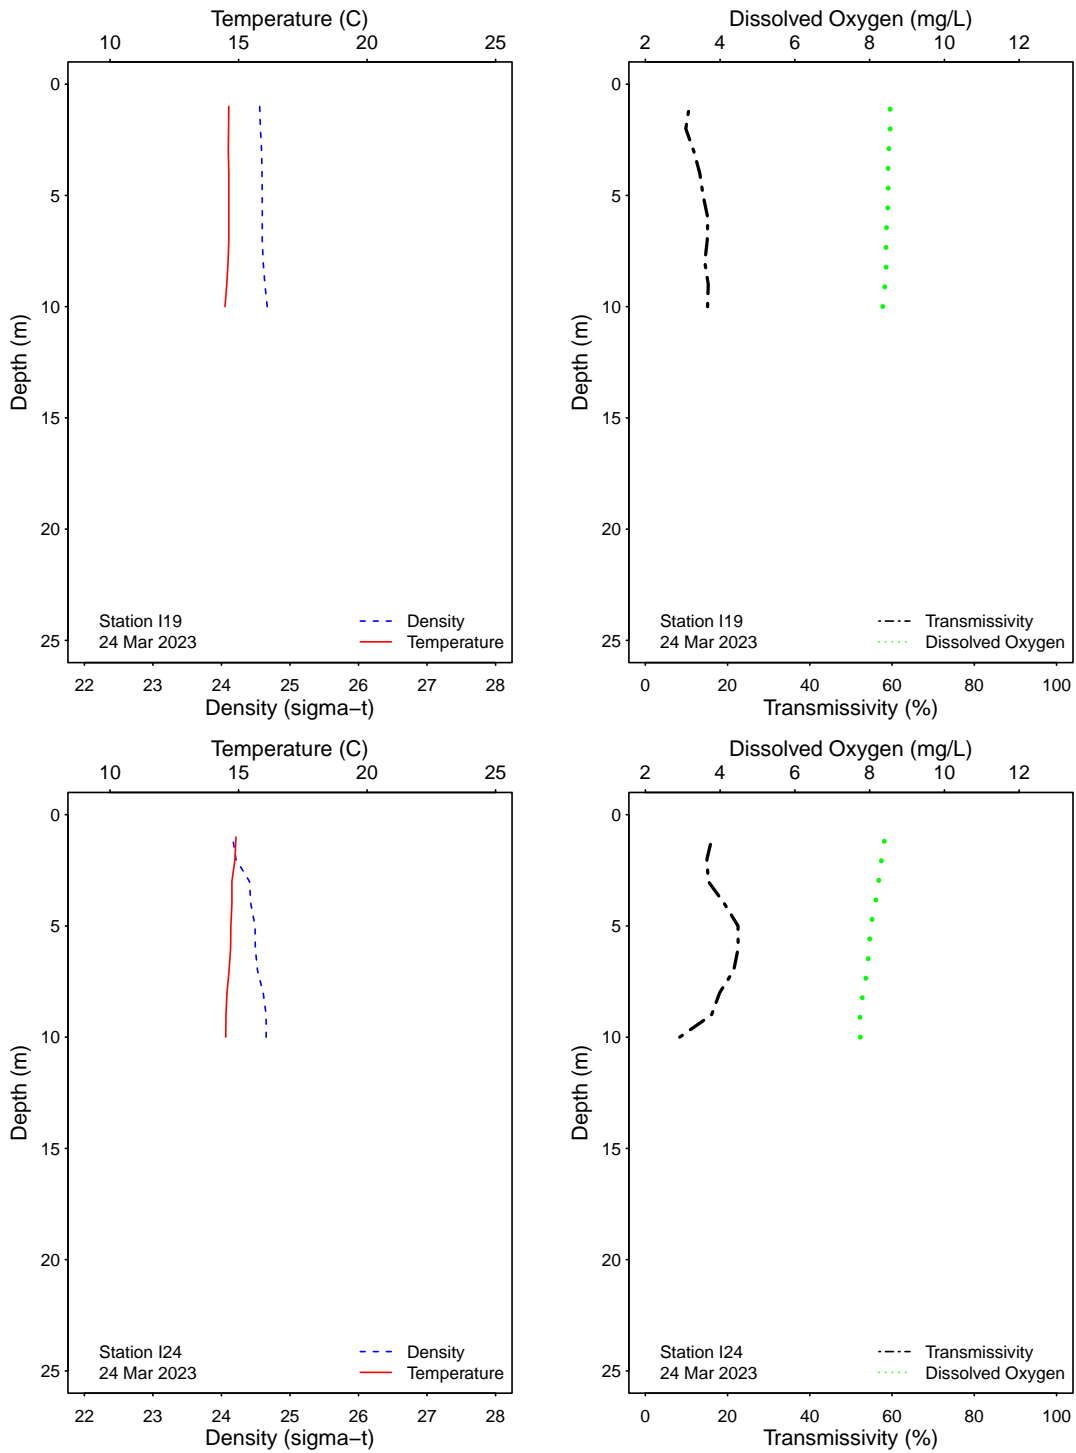 Temperature (C)
10 15 20 25
0
5
10
15
20
25
Depth (m)
Station I19
24 Mar 2023
Density
Temperature
22 23 24 25 26 27 28
Density (sigma−t)
Dissolved Oxygen (mg/L)
2 4 6 8 10 12
0
5
10
15
20
25
Depth (m)
Station I19
24 Mar 2023
Transmissivity
Dissolved Oxygen
0 20 40 60 80 100
Transmissivity (%)
Temperature (C)
10 15 20 25
0
5
10
15
20
25
Depth (m)
Station I24
24 Mar 2023
Density
Temperature
22 23 24 25 26 27 28
Density (sigma−t)
Dissolved Oxygen (mg/L)
2 4 6 8 10 12
0
5
10
15
20
25
Depth (m)
Station I24
24 Mar 2023
Transmissivity
Dissolved Oxygen
0 20 40 60 80 100
Transmissivity (%)